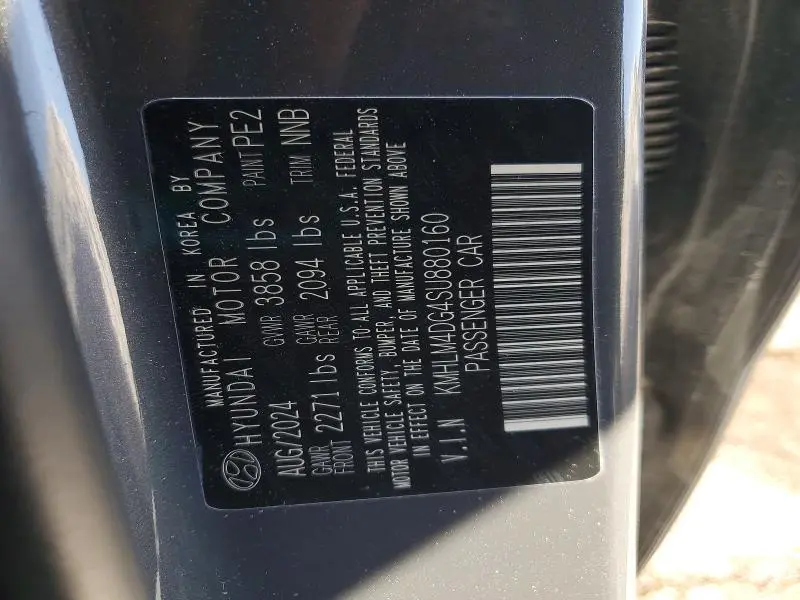 MANUFACTURED IN KOREA BY
HYUNDAI MOTOR COMPANY
AUG/2024 GVWR 3858 lbs PAINT PE2
GAWR FRONT 2271 lbs GAWR REAR 2094 lbs TRIM NNB
THIS VEHICLE CONFORMS TO ALL APPLICABLE U.S.A. FEDERAL
MOTOR VEHICLE SAFETY, BUMPER, AND THEFT PREVENTION STANDARDS
IN EFFECT ON THE DATE OF MANUFACTURE SHOWN ABOVE
V.I.N KMHLM4DG4SU880160
PASSENGER CAR